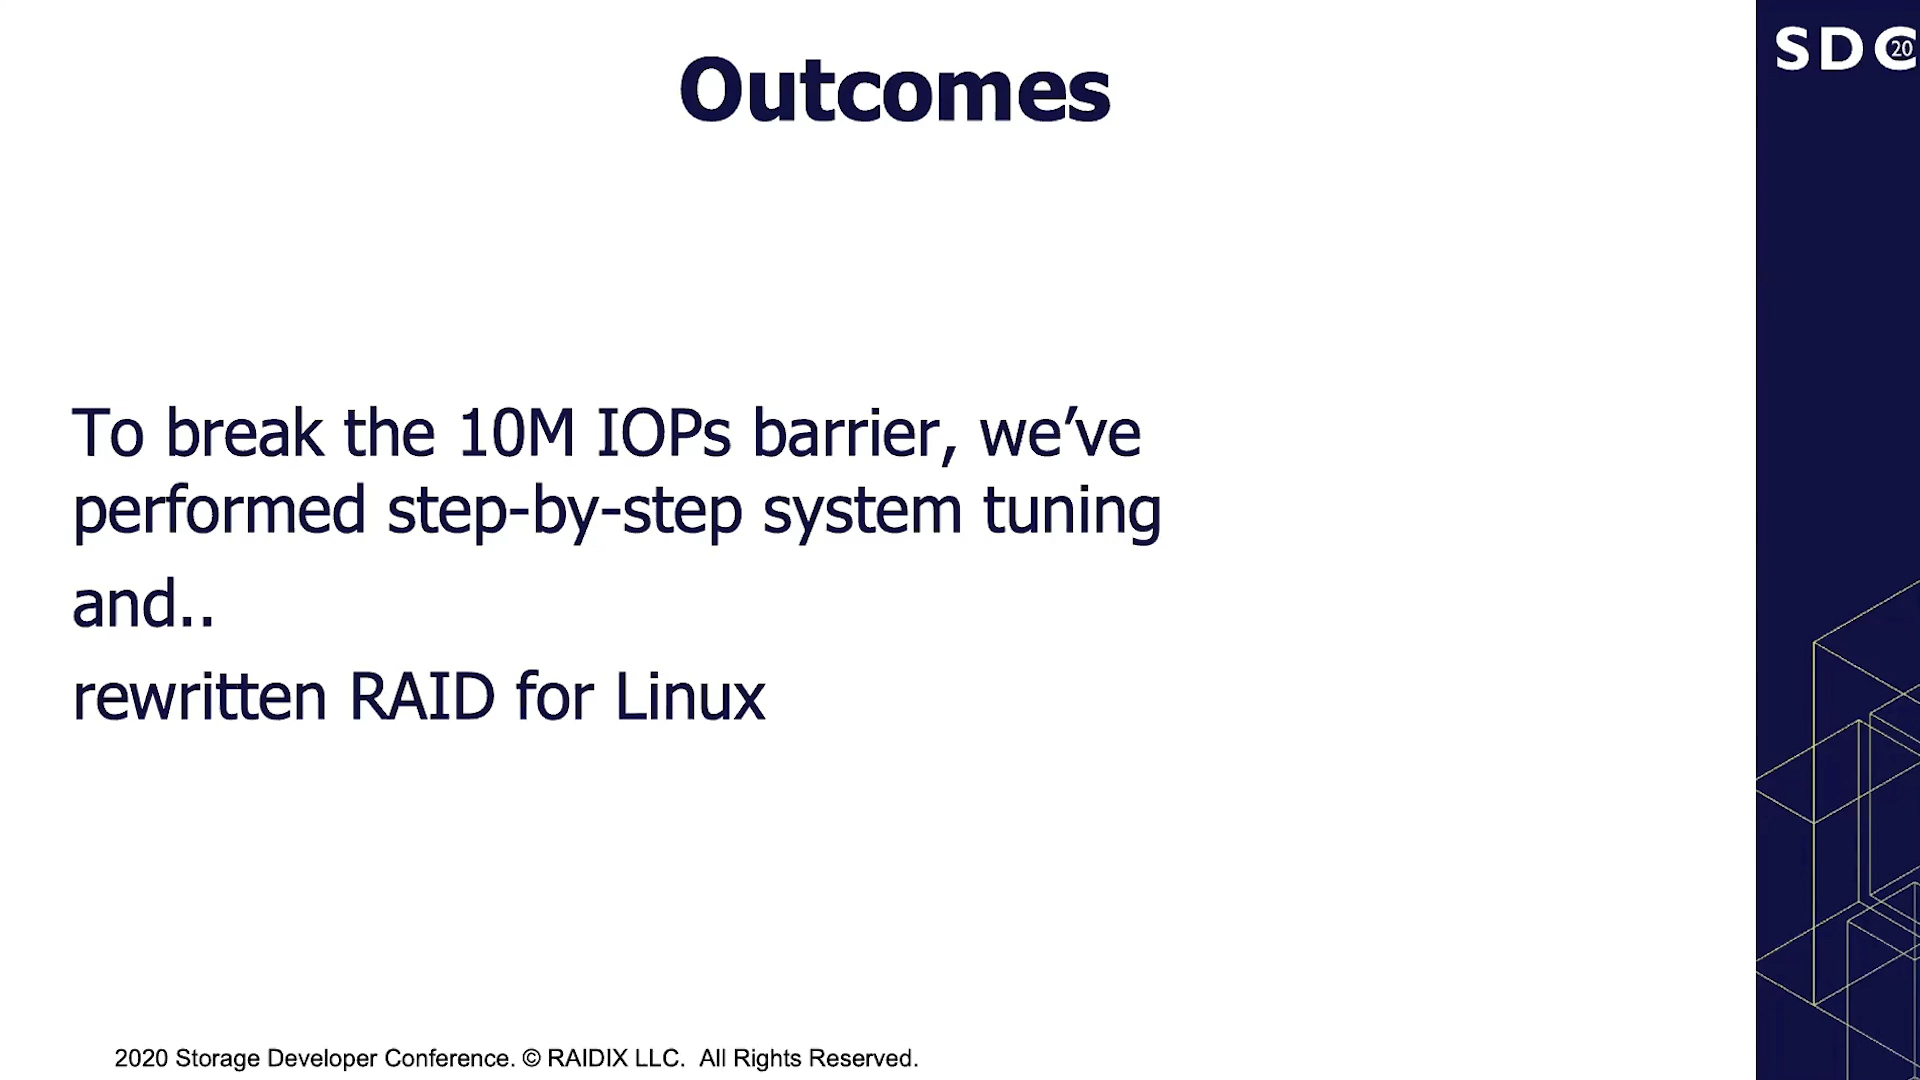 Outcomes
SDC 20
To break the 10M IOPs barrier, we’ve
performed step-by-step system tuning
and..
rewritten RAID for Linux
2020 Storage Developer Conference. © RAIDIX LLC. All Rights Reserved.